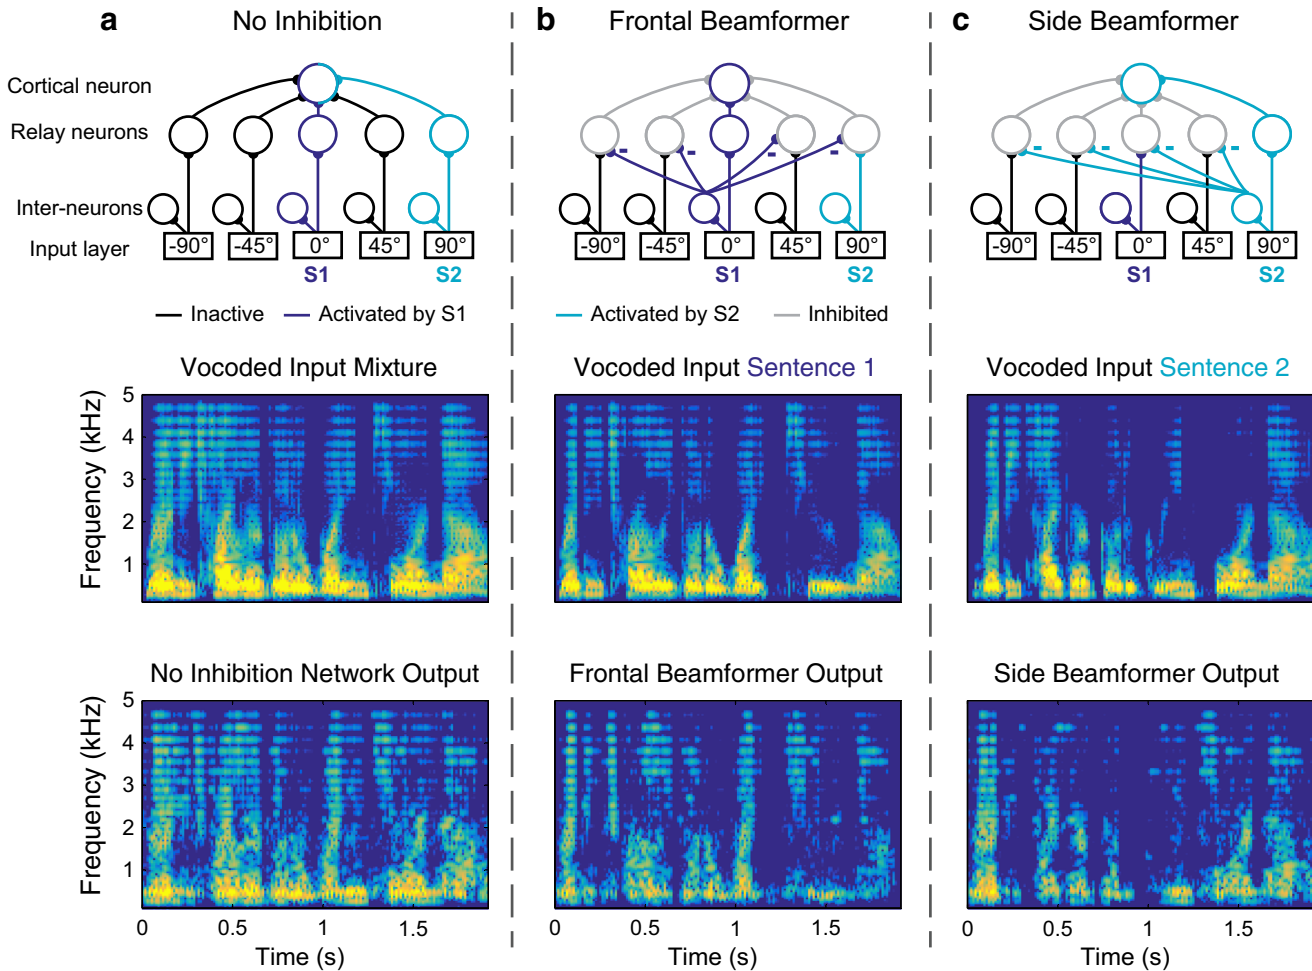 a No Inhibition
b Frontal Beamformer
c Side Beamformer
Cortical neuron
Relay neurons
Inter-neurons
Input layer
-90° -45° 0° 45° 90°
S1 S2
-90° -45° 0° 45° 90°
S1 S2
-90° -45° 0° 45° 90°
S1 S2
- - - -
- - - -
Inactive Activated by S1 Activated by S2 Inhibited
Vocoded Input Mixture
Vocoded Input Sentence 1
Vocoded Input Sentence 2
Frequency (kHz)
5
4
3
2
1
No Inhibition Network Output
Frontal Beamformer Output
Side Beamformer Output
Frequency (kHz)
5
4
3
2
1
0 0.5 1 1.5
Time (s)
0 0.5 1 1.5
Time (s)
0 0.5 1 1.5
Time (s)